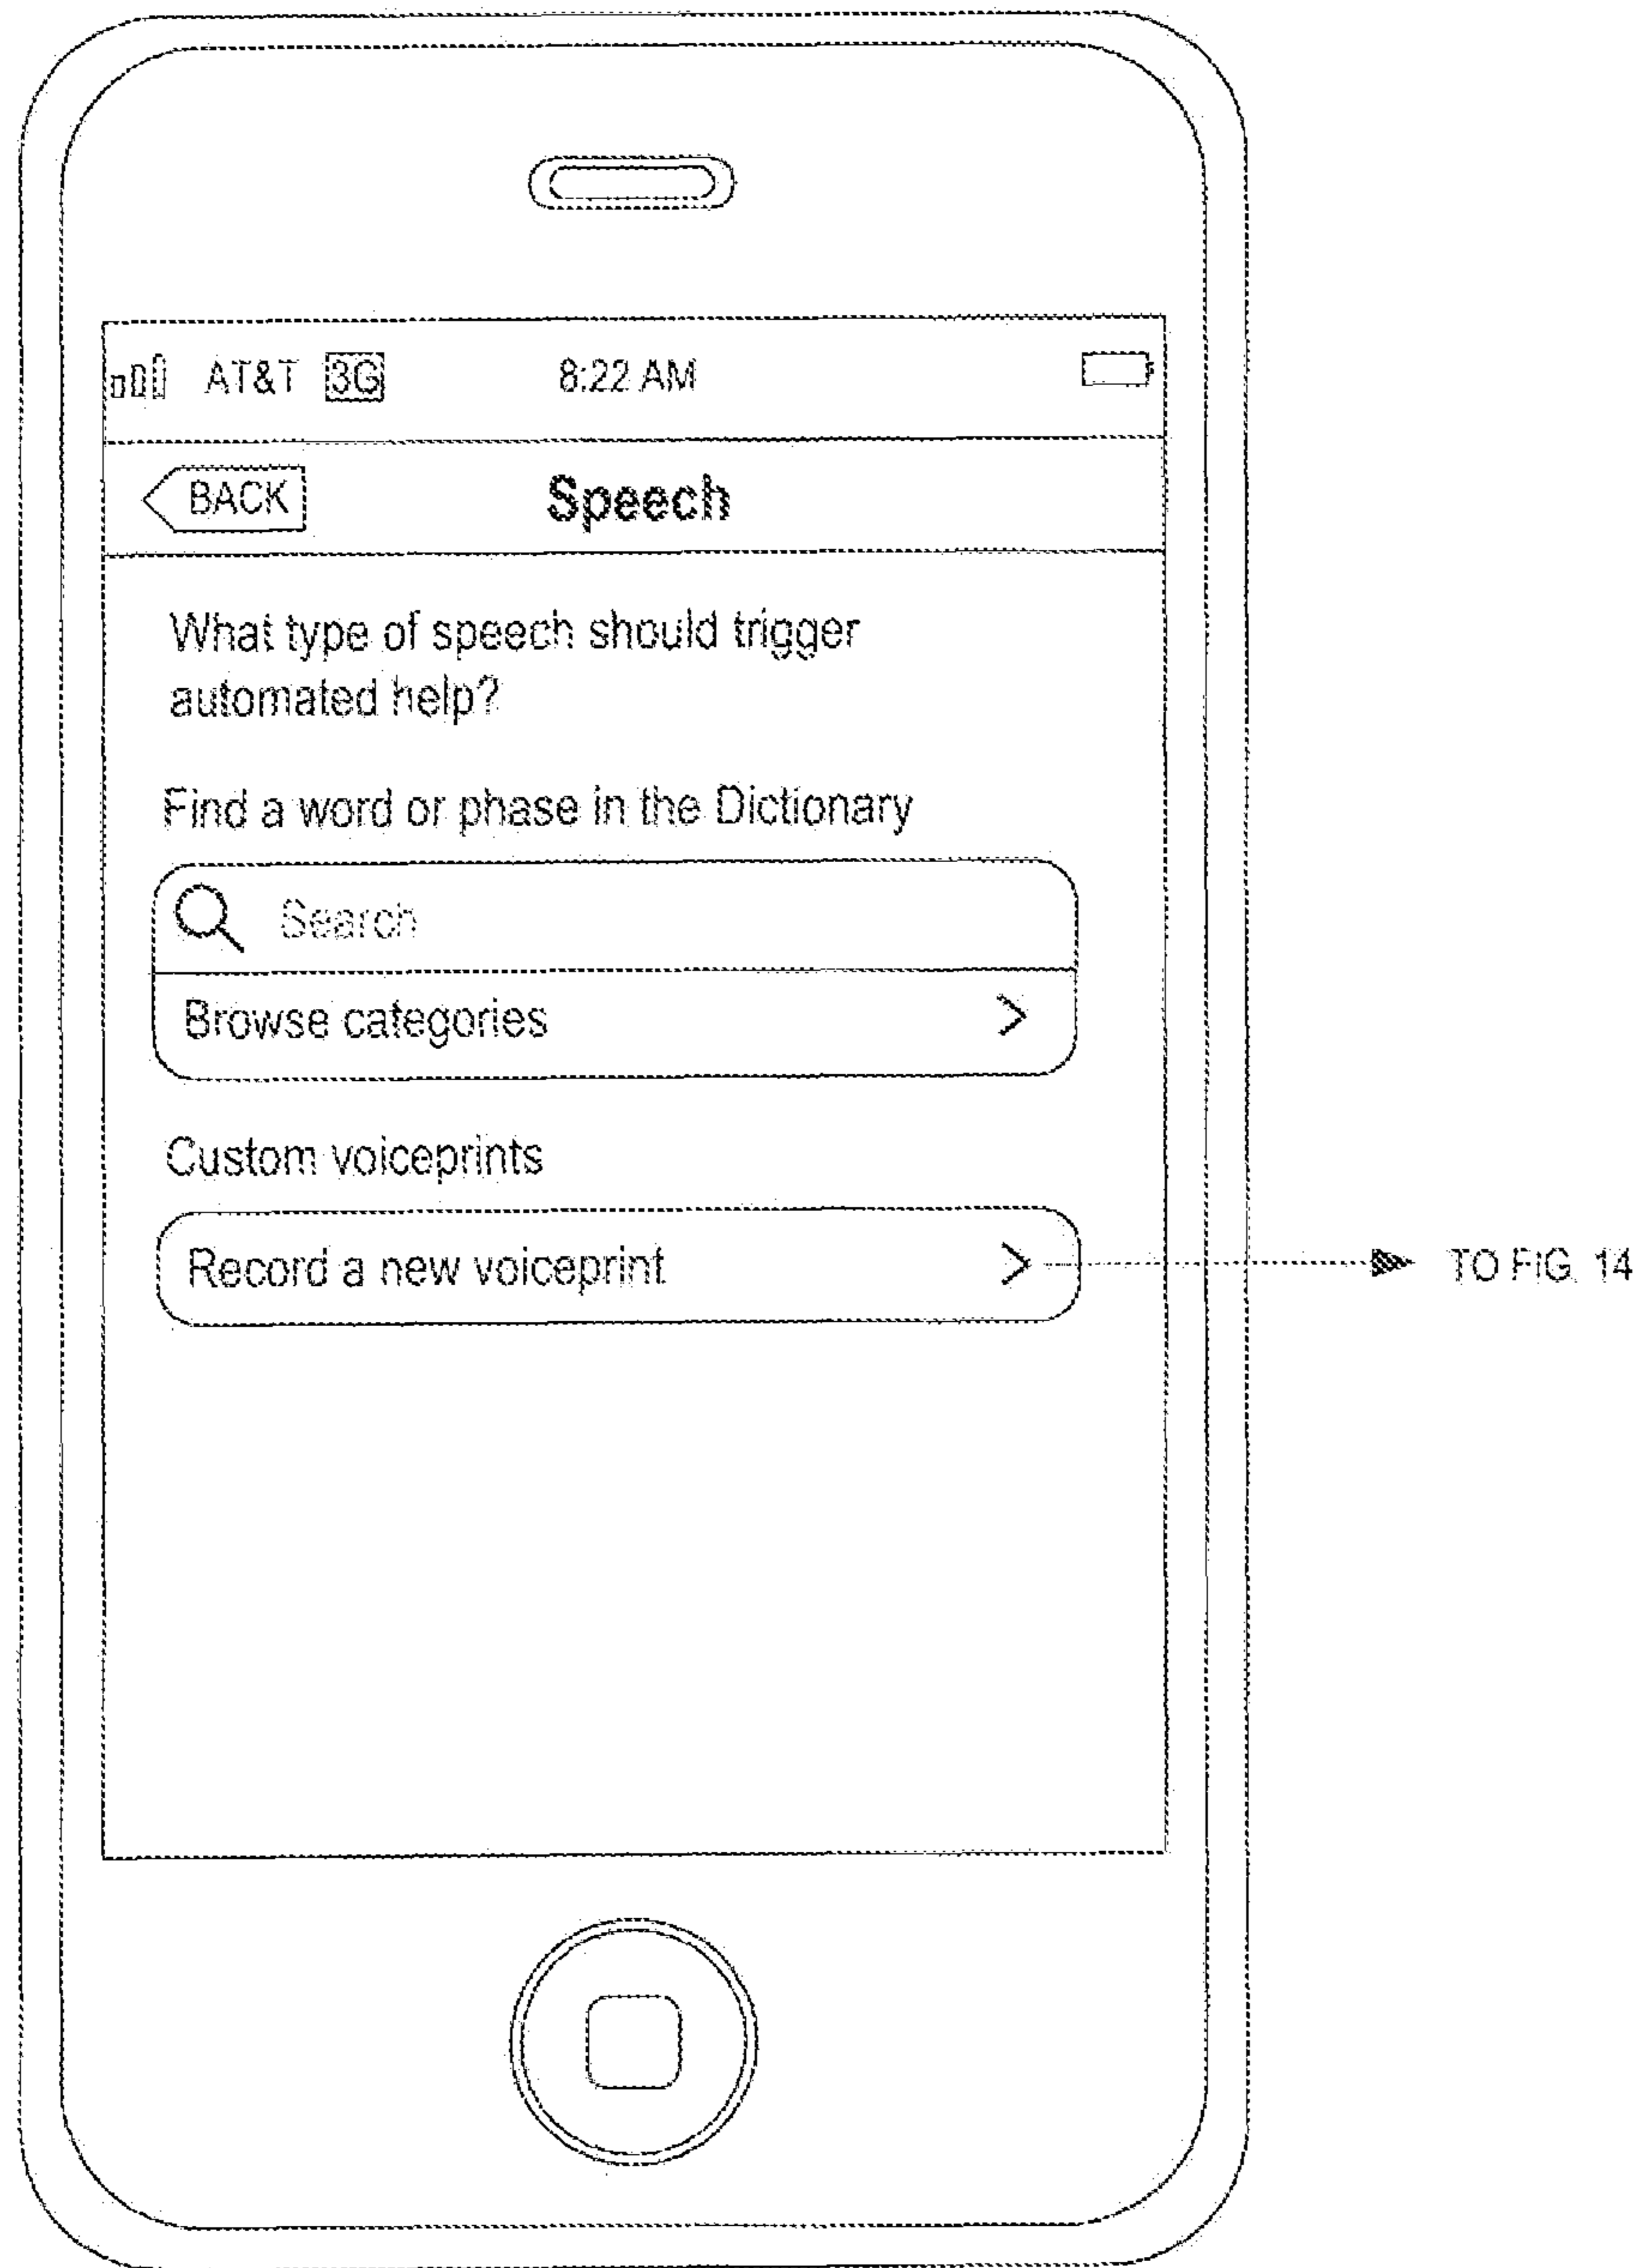 AT&T 3G 8:22 AM
BACK Speech
What type of speech should trigger
automated help?
Find a word or phase in the Dictionary
Search
Browse categories >
Custom voiceprints
Record a new voiceprint > TO FIG. 14